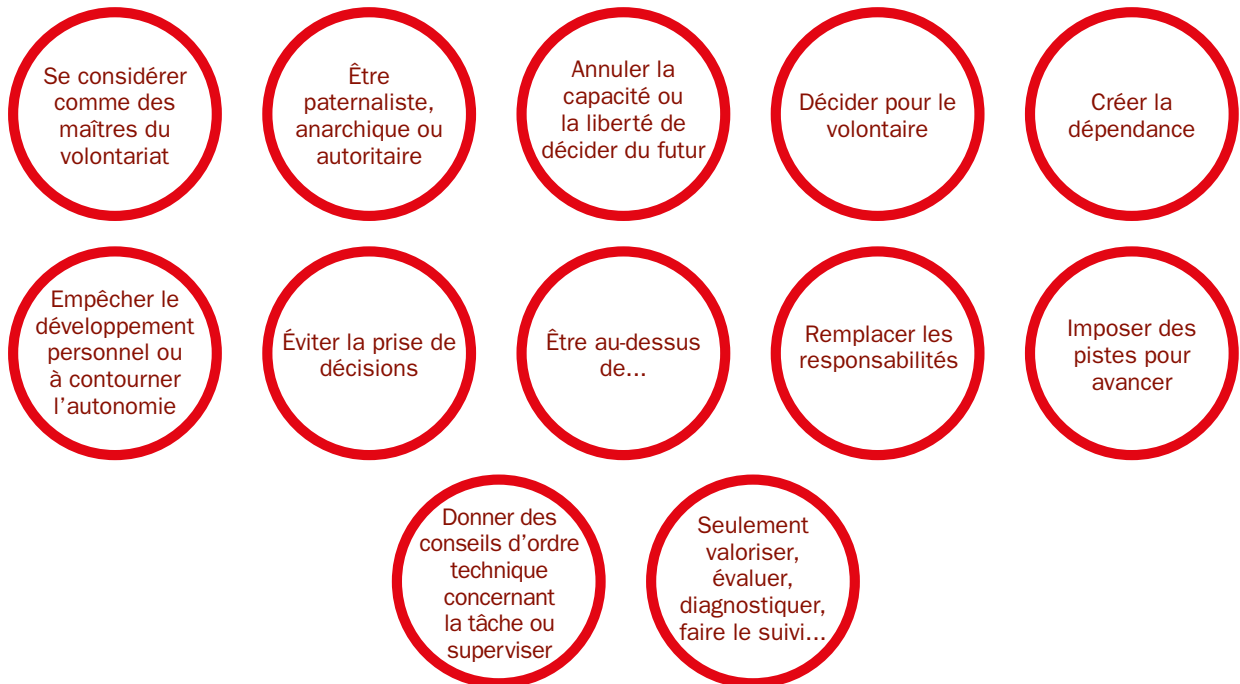 Se considérer
comme des
maîtres du
volontariat
Être
paternaliste,
anarchique ou
autoritaire
Annuler la
capacité ou
la liberté de
décider du futur
Décider pour le
volontaire
Créer la
dépendance
Empêcher le
développement
personnel ou
à contourner
l’autonomie
Éviter la prise de
décisions
Être au-dessus
de...
Remplacer les
responsabilités
Imposer des
pistes pour
avancer
Donner des
conseils d’ordre
technique
concernant
la tâche ou
superviser
Seulement
valoriser,
évaluer,
diagnostiquer,
faire le suivi...